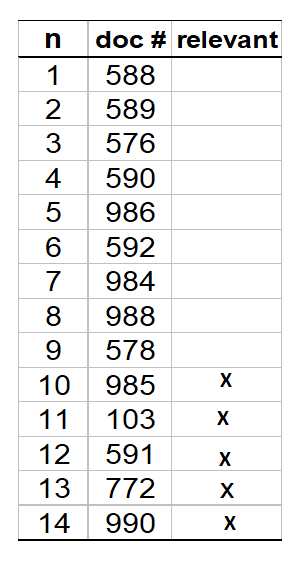 n doc # relevant
1 588
2 589
3 576
4 590
5 986
6 592
7 984
8 988
9 578
10 985 x
11 103 x
12 591 x
13 772 x
14 990 x